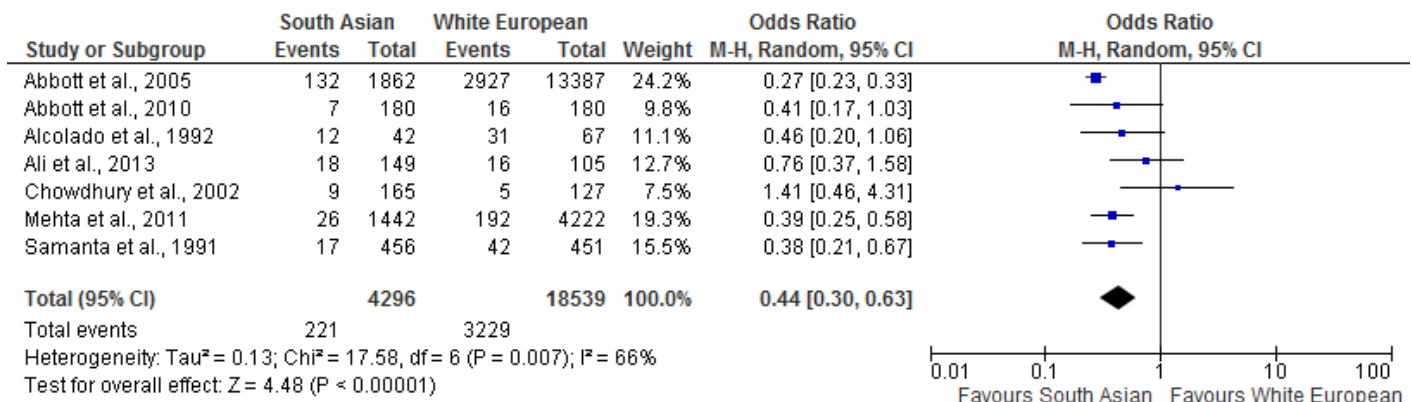 South Asian White European Odds Ratio Odds Ratio
Study or Subgroup Events Total Events Total Weight M-H, Random, 95% CI M-H, Random, 95% CI
Abbott et al., 2005 132 1862 2927 13387 24.2% 0.27 [0.23, 0.33]
Abbott et al., 2010 7 180 16 180 9.8% 0.41 [0.17, 1.03]
Alcolado et al., 1992 12 42 31 67 11.1% 0.46 [0.20, 1.06]
Ali et al., 2013 18 149 16 105 12.7% 0.76 [0.37, 1.58]
Chowdhury et al., 2002 9 165 5 127 7.5% 1.41 [0.46, 4.31]
Mehta et al., 2011 26 1442 192 4222 19.3% 0.39 [0.25, 0.58]
Samanta et al., 1991 17 456 42 451 15.5% 0.38 [0.21, 0.67]
Total (95% CI) 4296 18539 100.0% 0.44 [0.30, 0.63]
Total events 221 3229
Heterogeneity: Tau² = 0.13; Chi² = 17.58, df = 6 (P = 0.007); I² = 66%
Test for overall effect: Z = 4.48 (P < 0.00001)
0.01 0.1 1 10 100
Favours South Asian Favours White European